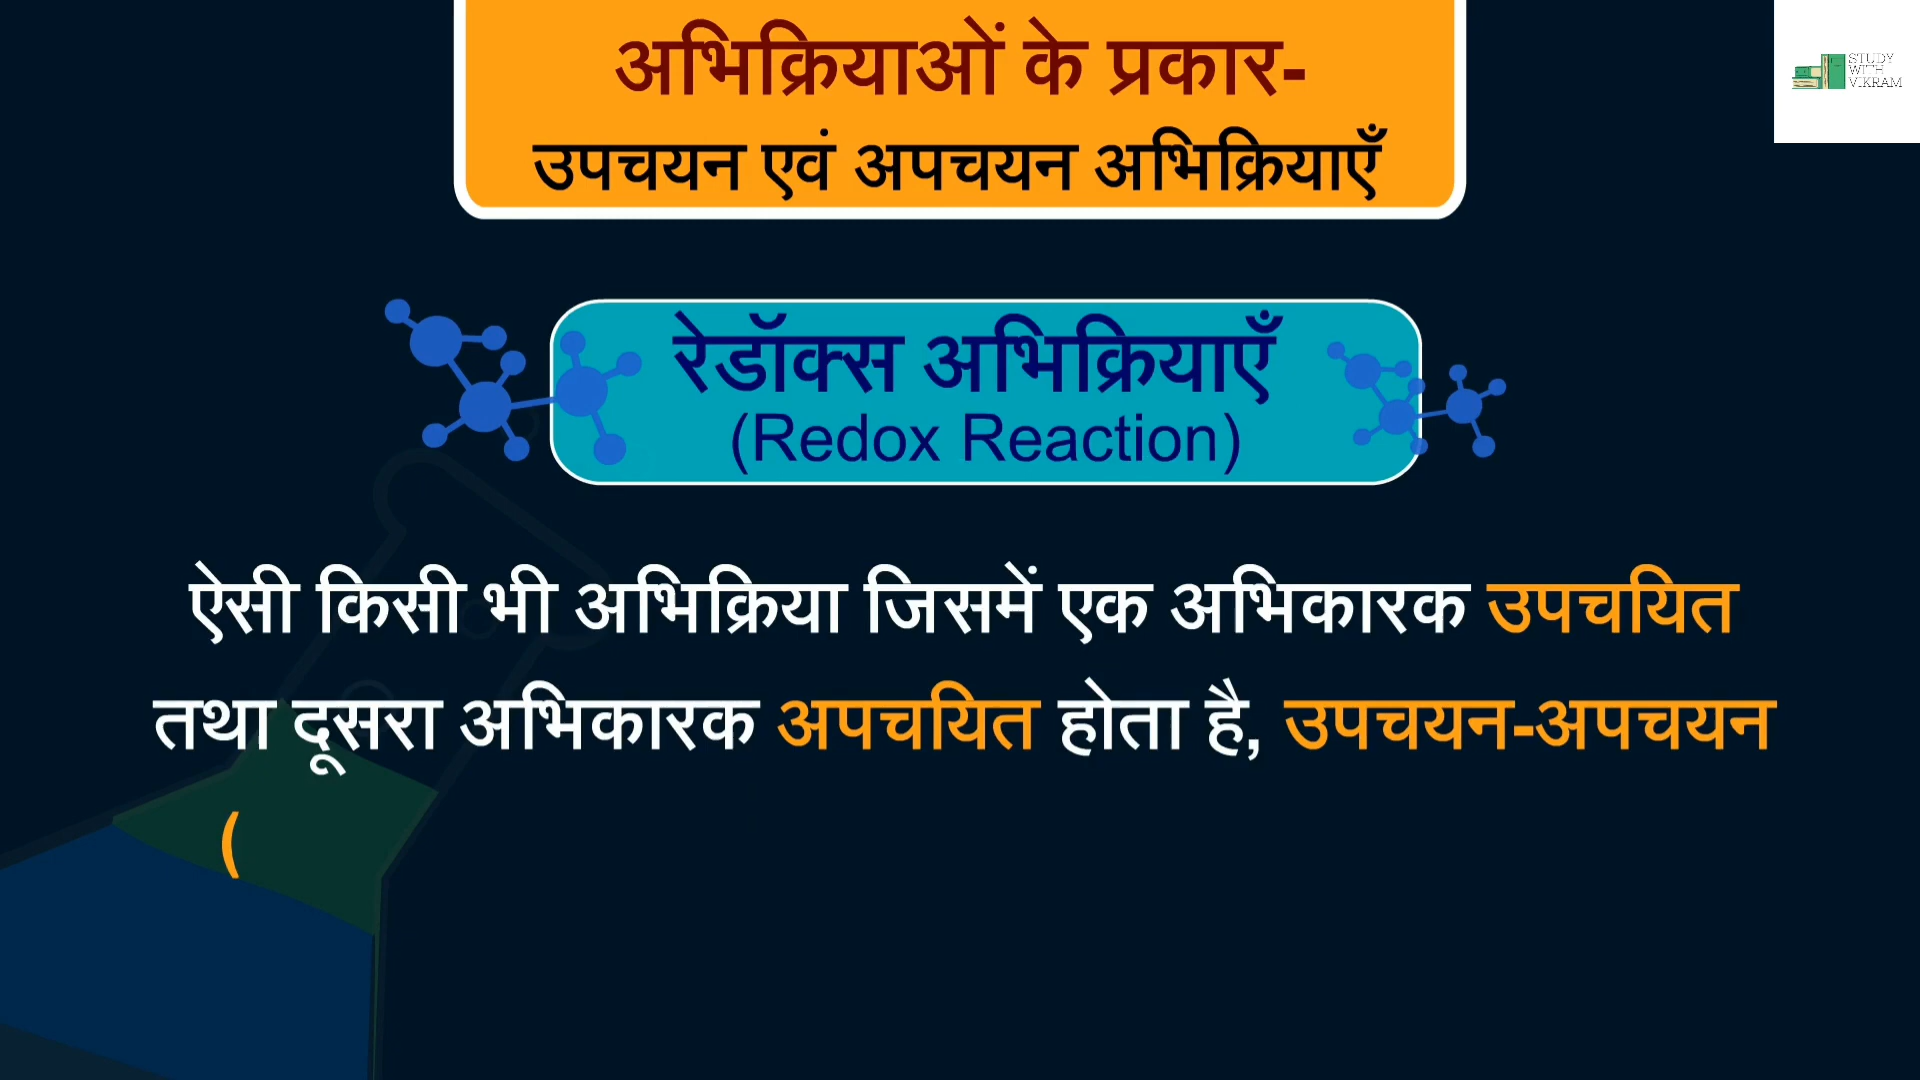 अभिक्रियाओं के प्रकार-
उपचयन एवं अपचयन अभिक्रियाएँ
STUDY
WITH
VIKRAM
रेडॉक्स अभिक्रियाएँ
(Redox Reaction)
ऐसी किसी भी अभिक्रिया जिसमें एक अभिकारक उपचयित
तथा दूसरा अभिकारक अपचयित होता है, उपचयन-अपचयन
(